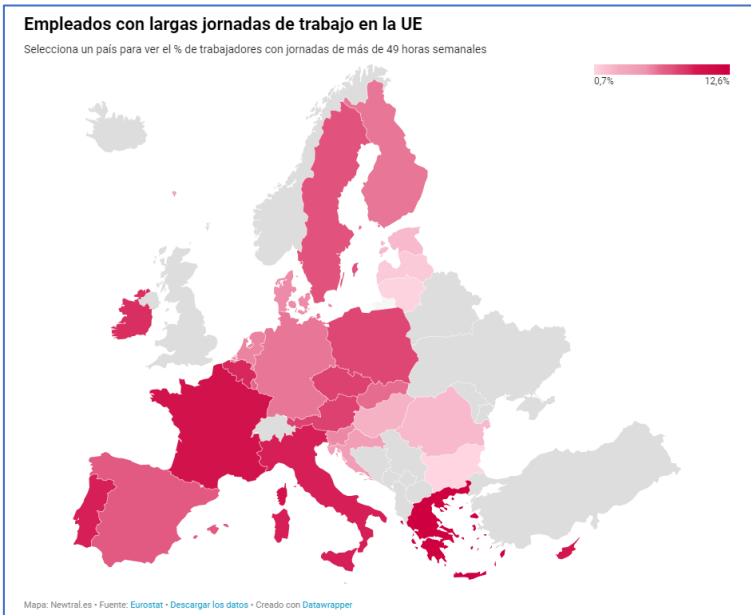 Empleados con largas jornadas de trabajo en la UE
Selecciona un país para ver el % de trabajadores con jornadas de más de 49 horas semanales
0,7% 12,6%
Mapa: Newtral.es • Fuente: Eurostat • Descargar los datos • Creado con Datawrapper